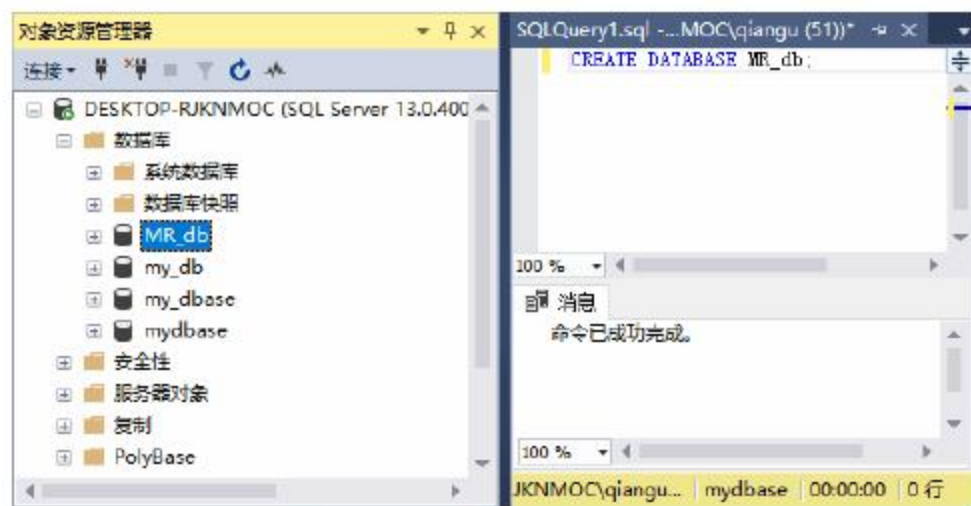 对象资源管理器
连接
DESKTOP-RJKNMOC (SQL Server 13.0.400
数据库
系统数据库
数据库快照
MR_db
my_db
my_dbase
mydbase
安全性
服务器对象
复制
PolyBase
SQLQuery1.sql -...MOC\qiangu (51))*
CREATE DATABASE MR_db;
100 %
消息
命令已成功完成。
100 %
JKNMOC\qiangu... mydbase 00:00:00 0 行